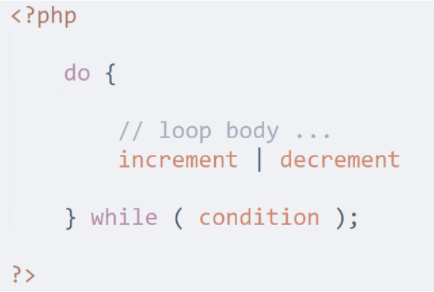 <?php
do {
// loop body ...
increment | decrement
} while ( condition );
?>